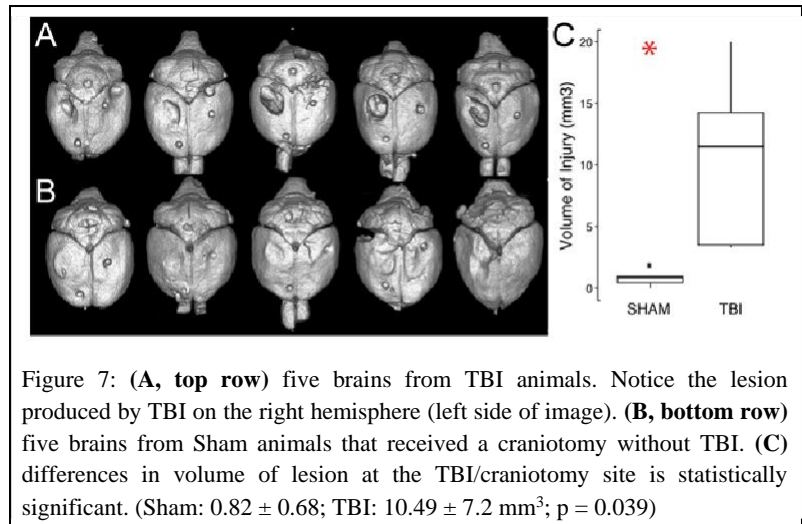 A
B
C
*
20
15
10
5
0
Volume of Injury (mm3)
SHAM TBI
Figure 7: (A, top row) five brains from TBI animals. Notice the lesion
produced by TBI on the right hemisphere (left side of image). (B, bottom row)
five brains from Sham animals that received a craniotomy without TBI. (C)
differences in volume of lesion at the TBI/craniotomy site is statistically
significant. (Sham: 0.82 ± 0.68; TBI: 10.49 ± 7.2 mm³; p = 0.039)